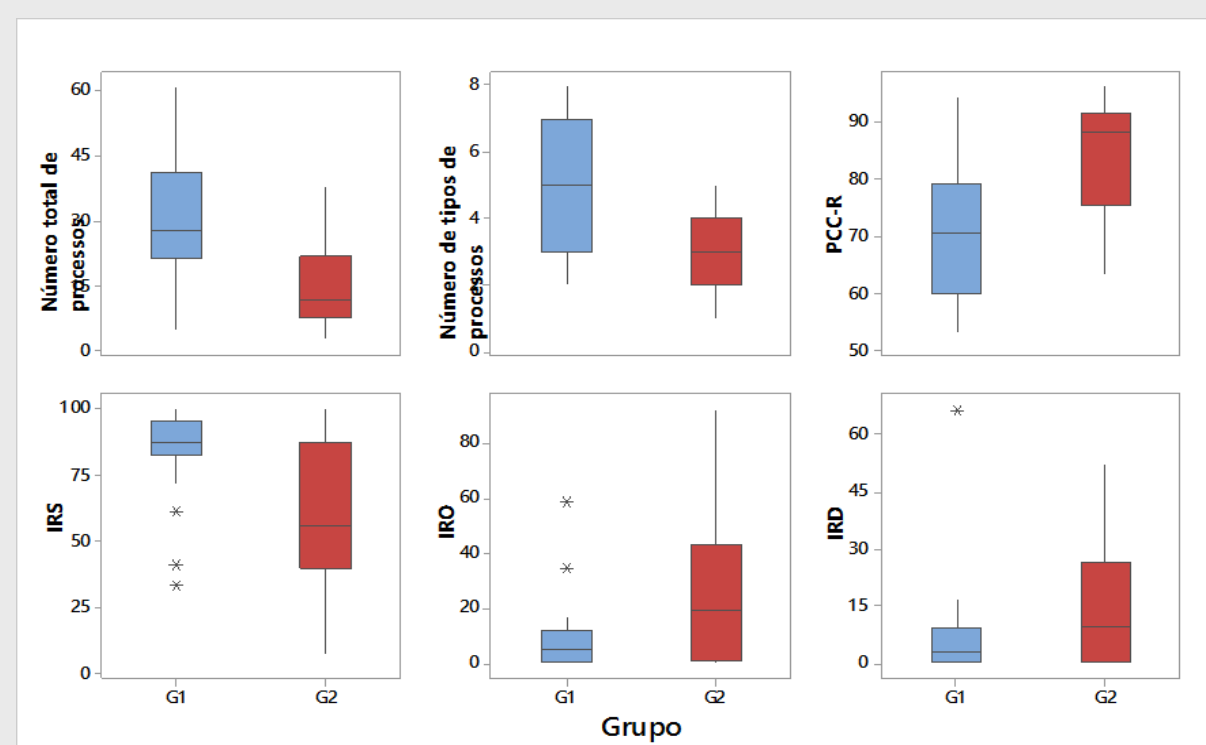 Número total de
processos
60
45
30
15
0
Número de tipos de
processos
8
6
4
2
0
PCC-R
90
80
70
60
50
IRS
100
75
50
25
0
G1
G2
IRO
80
60
40
20
0
G1
G2
IRD
60
45
30
15
0
G1
G2
Grupo